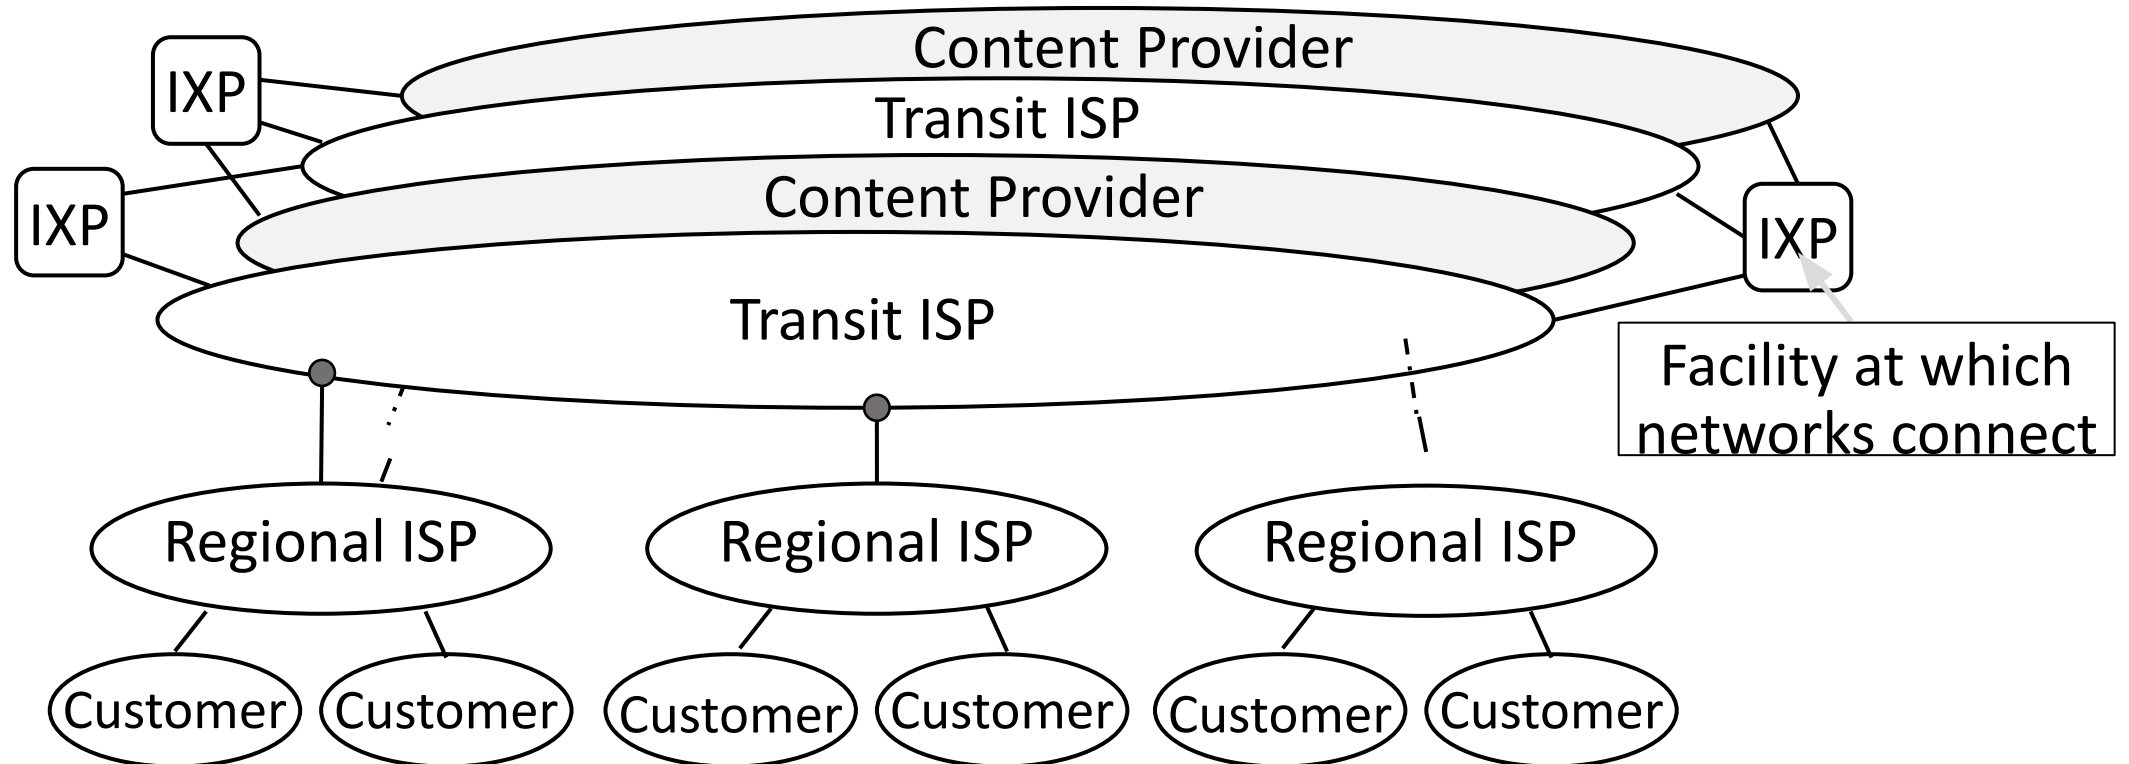 Content Provider
IXP
Transit ISP
Content Provider
IXP
IXP
Transit ISP
Facility at which
networks connect
Regional ISP
Regional ISP
Regional ISP
Customer
Customer
Customer
Customer
Customer
Customer